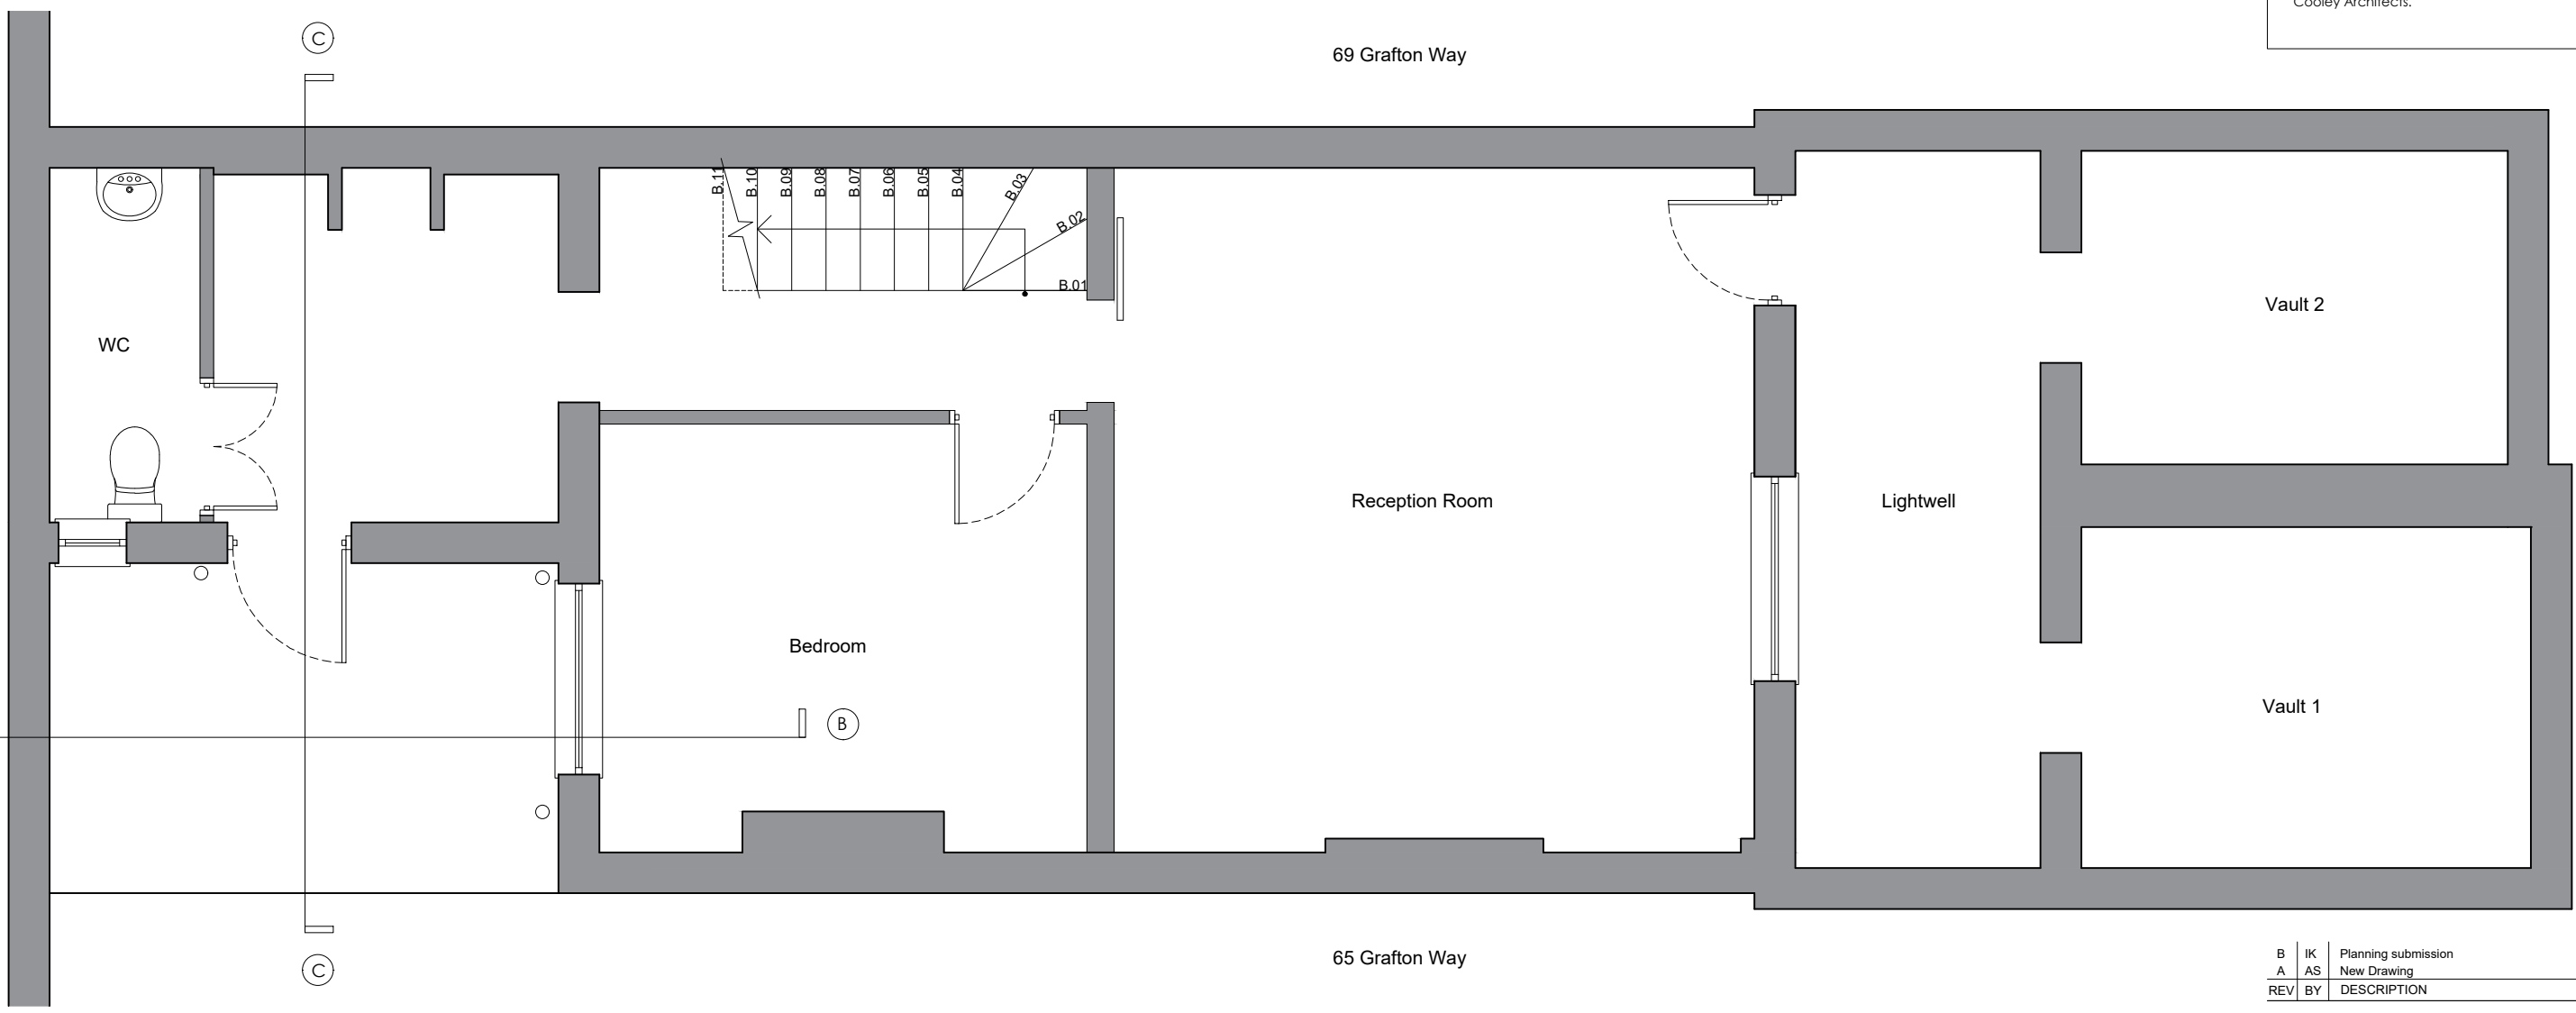 Cooley Architects.
C
69 Grafton Way
B.11
B.10
B.09
B.08
B.07
B.06
B.05
B.04
B.03
B.02
B.01
Vault 2
WC
Reception Room
Lightwell
Bedroom
Vault 1
B
65 Grafton Way
C
B IK Planning submission
A AS New Drawing
REV BY DESCRIPTION